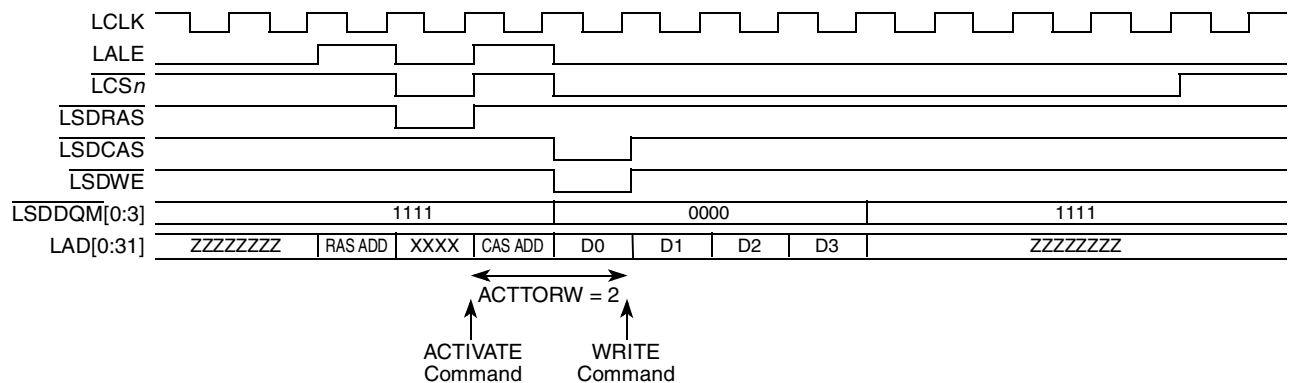 LCLK
LALE
LCSn
LSDRAS
LSDCAS
LSDWE
LSDDQM[0:3] 1111 0000 1111
LAD[0:31] ZZZZZZZZ RAS ADD XXXX CAS ADD D0 D1 D2 D3 ZZZZZZZZ
ACTTORW = 2
ACTIVATE WRITE
Command Command